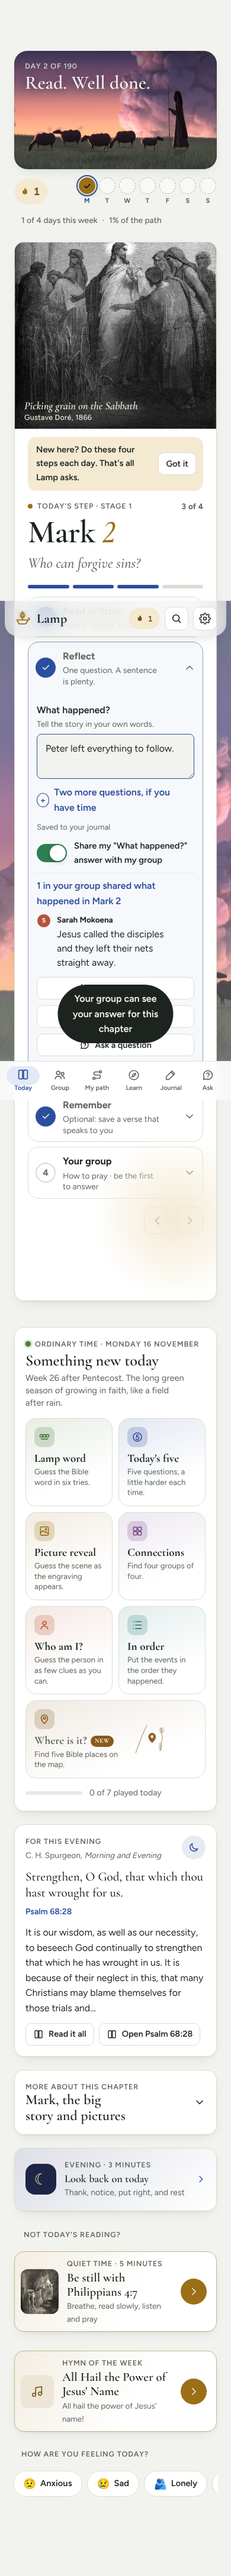 DAY 2 OF 190
Read. Well done.
1
M T W T F S S
1 of 4 days this week · 1% of the path
Picking grain on the Sabbath
Gustave Doré, 1866
New here? Do these four
steps each day. That's all
Lamp asks.
Got it
TODAY'S STEP · STAGE 1
3 of 4
Mark 2
Who can forgive sins?
Lamp
1
Reflect
One question. A sentence
is plenty.
What happened?
Tell the story in your own words.
Peter left everything to follow.
Two more questions, if you
have time
Saved to your journal
Share my "What happened?"
answer with my group
1 in your group shared what
happened in Mark 2
S
Sarah Mokoena
Jesus called the disciples
and they left their nets
straight away.
Your group can see
your answer for this
chapter
Ask a question
Today
Group
My path
Learn
Journal
Ask
Remember
Optional: save a verse that
speaks to you
4
Your group
How to pray · be the first
to answer
ORDINARY TIME · MONDAY 16 NOVEMBER
Something new today
Week 26 after Pentecost. The long green
season of growing in faith, like a field
after rain.
Lamp word
Guess the Bible
word in six tries.
Today's five
Five questions, a
little harder each
time.
Picture reveal
Guess the scene as
the engraving
appears.
Connections
Find four groups of
four.
Who am I?
Guess the person in
as few clues as you
can.
In order
Put the events in
the order they
happened.
Where is it? NEW
Find five Bible places on
the map.
0 of 7 played today
FOR THIS EVENING
C. H. Spurgeon, Morning and Evening
Strengthen, O God, that which thou
hast wrought for us.
Psalm 68:28
It is our wisdom, as well as our necessity,
to beseech God continually to strengthen
that which he has wrought in us. It is
because of their neglect in this, that many
Christians may blame themselves for
those trials and...
Read it all
Open Psalm 68:28
MORE ABOUT THIS CHAPTER
Mark, the big
story and pictures
EVENING · 3 MINUTES
Look back on today
Thank, notice, put right, and rest
NOT TODAY'S READING?
QUIET TIME · 5 MINUTES
Be still with
Philippians 4:7
Breathe, read slowly, listen
and pray
HYMN OF THE WEEK
All Hail the Power of
Jesus' Name
All hail the power of Jesus'
name!
HOW ARE YOU FEELING TODAY?
Anxious
Sad
Lonely